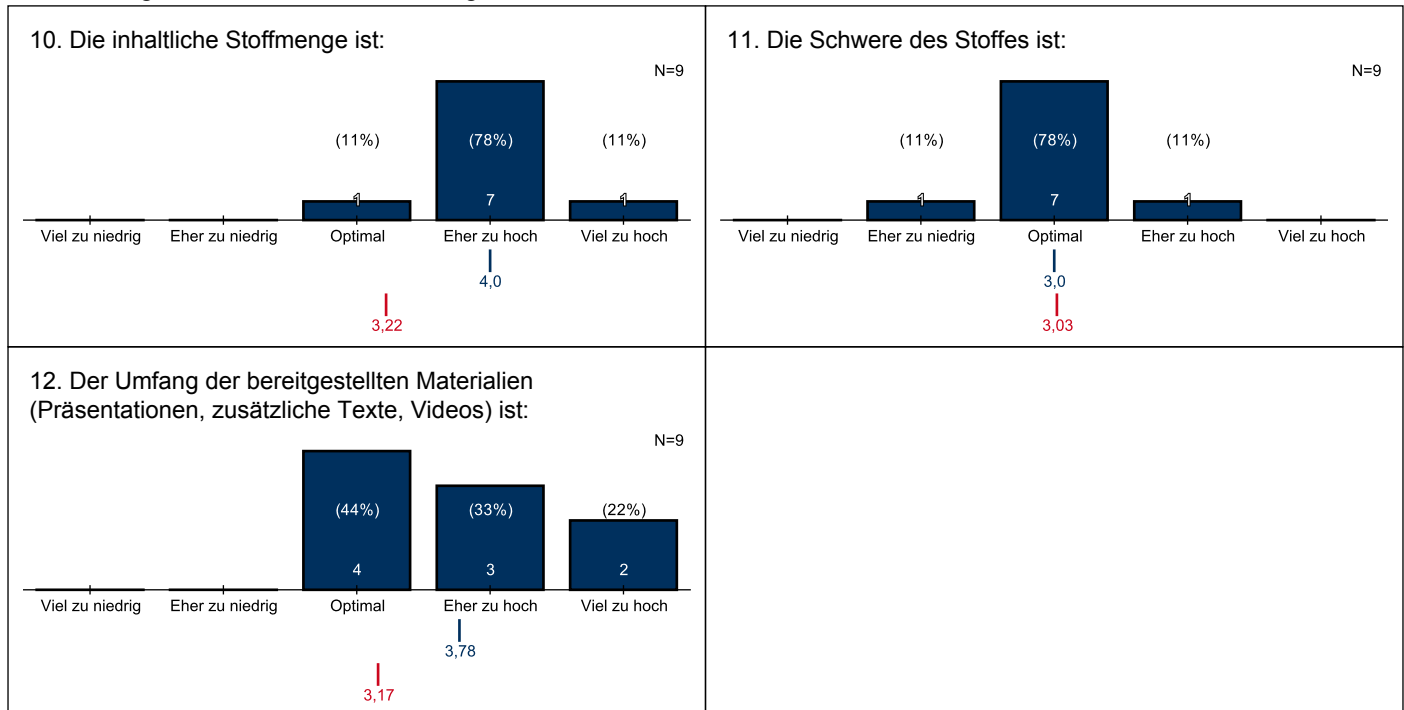 10. Die inhaltliche Stoffmenge ist:
N=9
(11%) (78%) (11%)
1 7 1
Viel zu niedrig Eher zu niedrig Optimal Eher zu hoch Viel zu hoch
4,0
3,22
11. Die Schwere des Stoffes ist:
N=9
(11%) (78%) (11%)
1 7 1
Viel zu niedrig Eher zu niedrig Optimal Eher zu hoch Viel zu hoch
3,0
3,03
12. Der Umfang der bereitgestellten Materialien
(Präsentationen, zusätzliche Texte, Videos) ist:
N=9
(44%) (33%) (22%)
4 3 2
Viel zu niedrig Eher zu niedrig Optimal Eher zu hoch Viel zu hoch
3,78
3,17